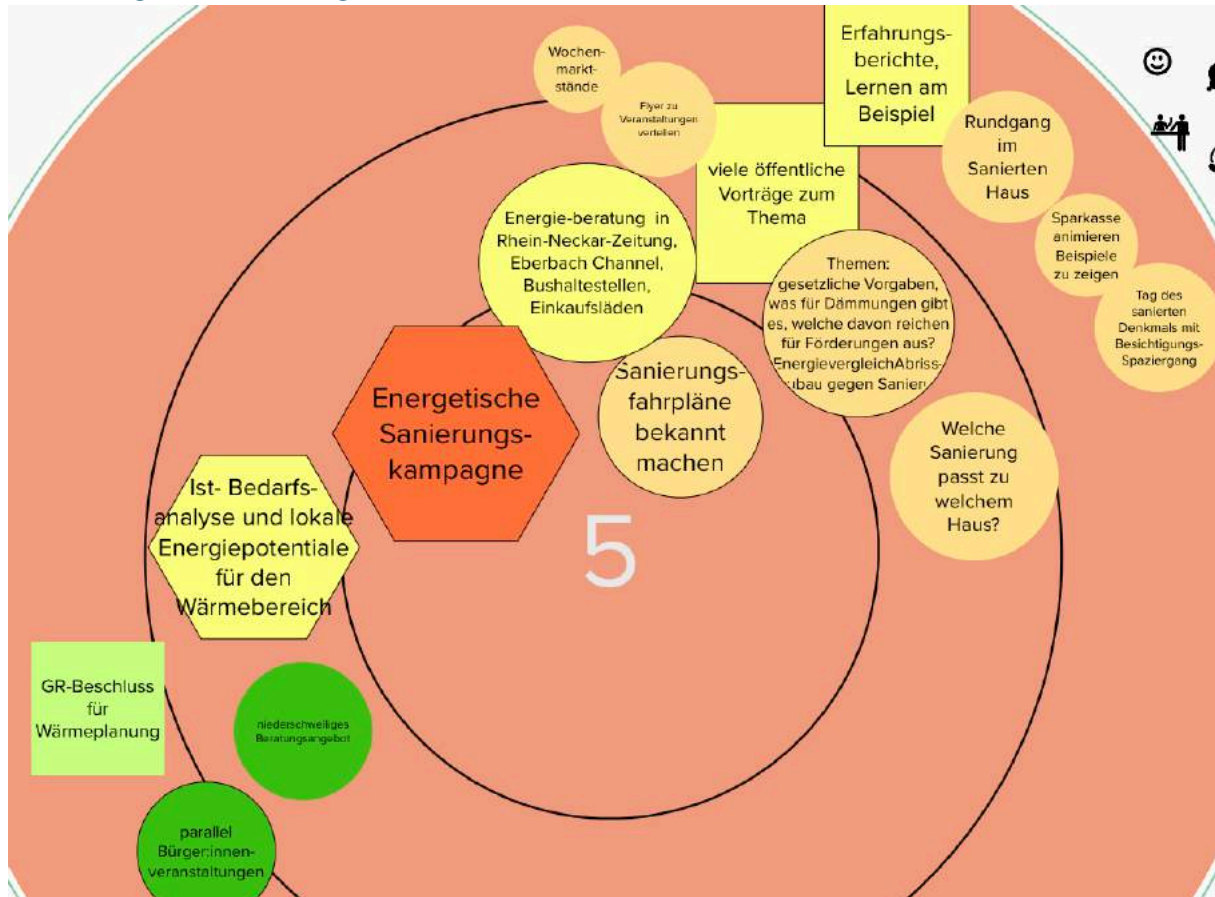 Wochen-
markt-
stände
Flyer zu
Veranstaltungen
verteilen
Erfahrungs-
berichte,
Lernen am
Beispiel
viele öffentliche
Vorträge zum
Thema
Rundgang
im
Sanierten
Haus
Sparkasse
animieren
Beispiele
zu zeigen
Tag des
sanierten
Denkmals mit
Besichtigungs-
Spaziergang
Energie-beratung in
Rhein-Neckar-Zeitung,
Eberbach Channel,
Bushaltestellen,
Einkaufsläden
Themen:
gesetzliche Vorgaben,
was für Dämmungen gibt
es, welche davon reichen
für Förderungen aus?
EnergievergleichAbriss-
ubau gegen Sanier
Energetische
Sanierungs-
kampagne
Sanierungs-
fahrpläne
bekannt
machen
Welche
Sanierung
passt zu
welchem
Haus?
Ist- Bedarfs-
analyse und lokale
Energiepotentiale
für den
Wärmebereich
5
GR-Beschluss
für
Wärmeplanung
niederschwelliges
Beratungsangebot
parallel
Bürger:innen-
veranstaltungen